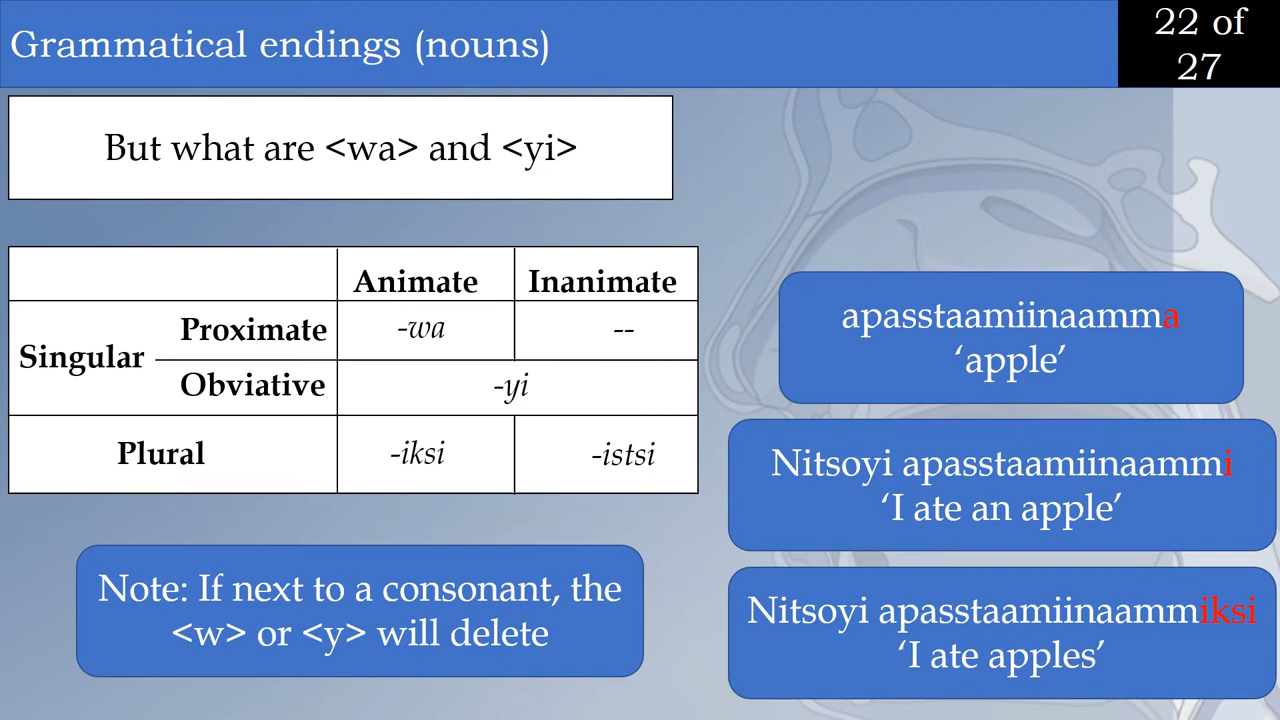 Grammatical endings (nouns)
22 of
27
But what are <wa> and <yi>
Animate Inanimate
Singular
Proximate -wa --
Obviative -yi
Plural -iksi -istsi
Note: If next to a consonant, the
<w> or <y> will delete
apasstaamiinaamma
‘apple’
Nitsoyi apasstaamiinaammi
‘I ate an apple’
Nitsoyi apasstaamiinaammiksi
‘I ate apples’